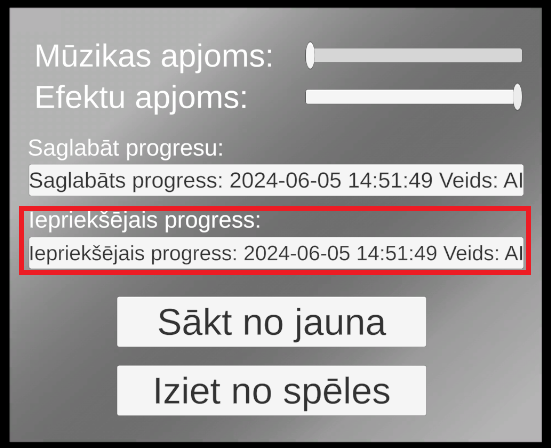 Mūzikas apjoms:
Efektu apjoms:
Saglabāt progresu:
Saglabāts progress: 2024-06-05 14:51:49 Veids: AI
Iepriekšējais progress:
Iepriekšējais progress: 2024-06-05 14:51:49 Veids: AI
Sākt no jauna
Iziet no spēles